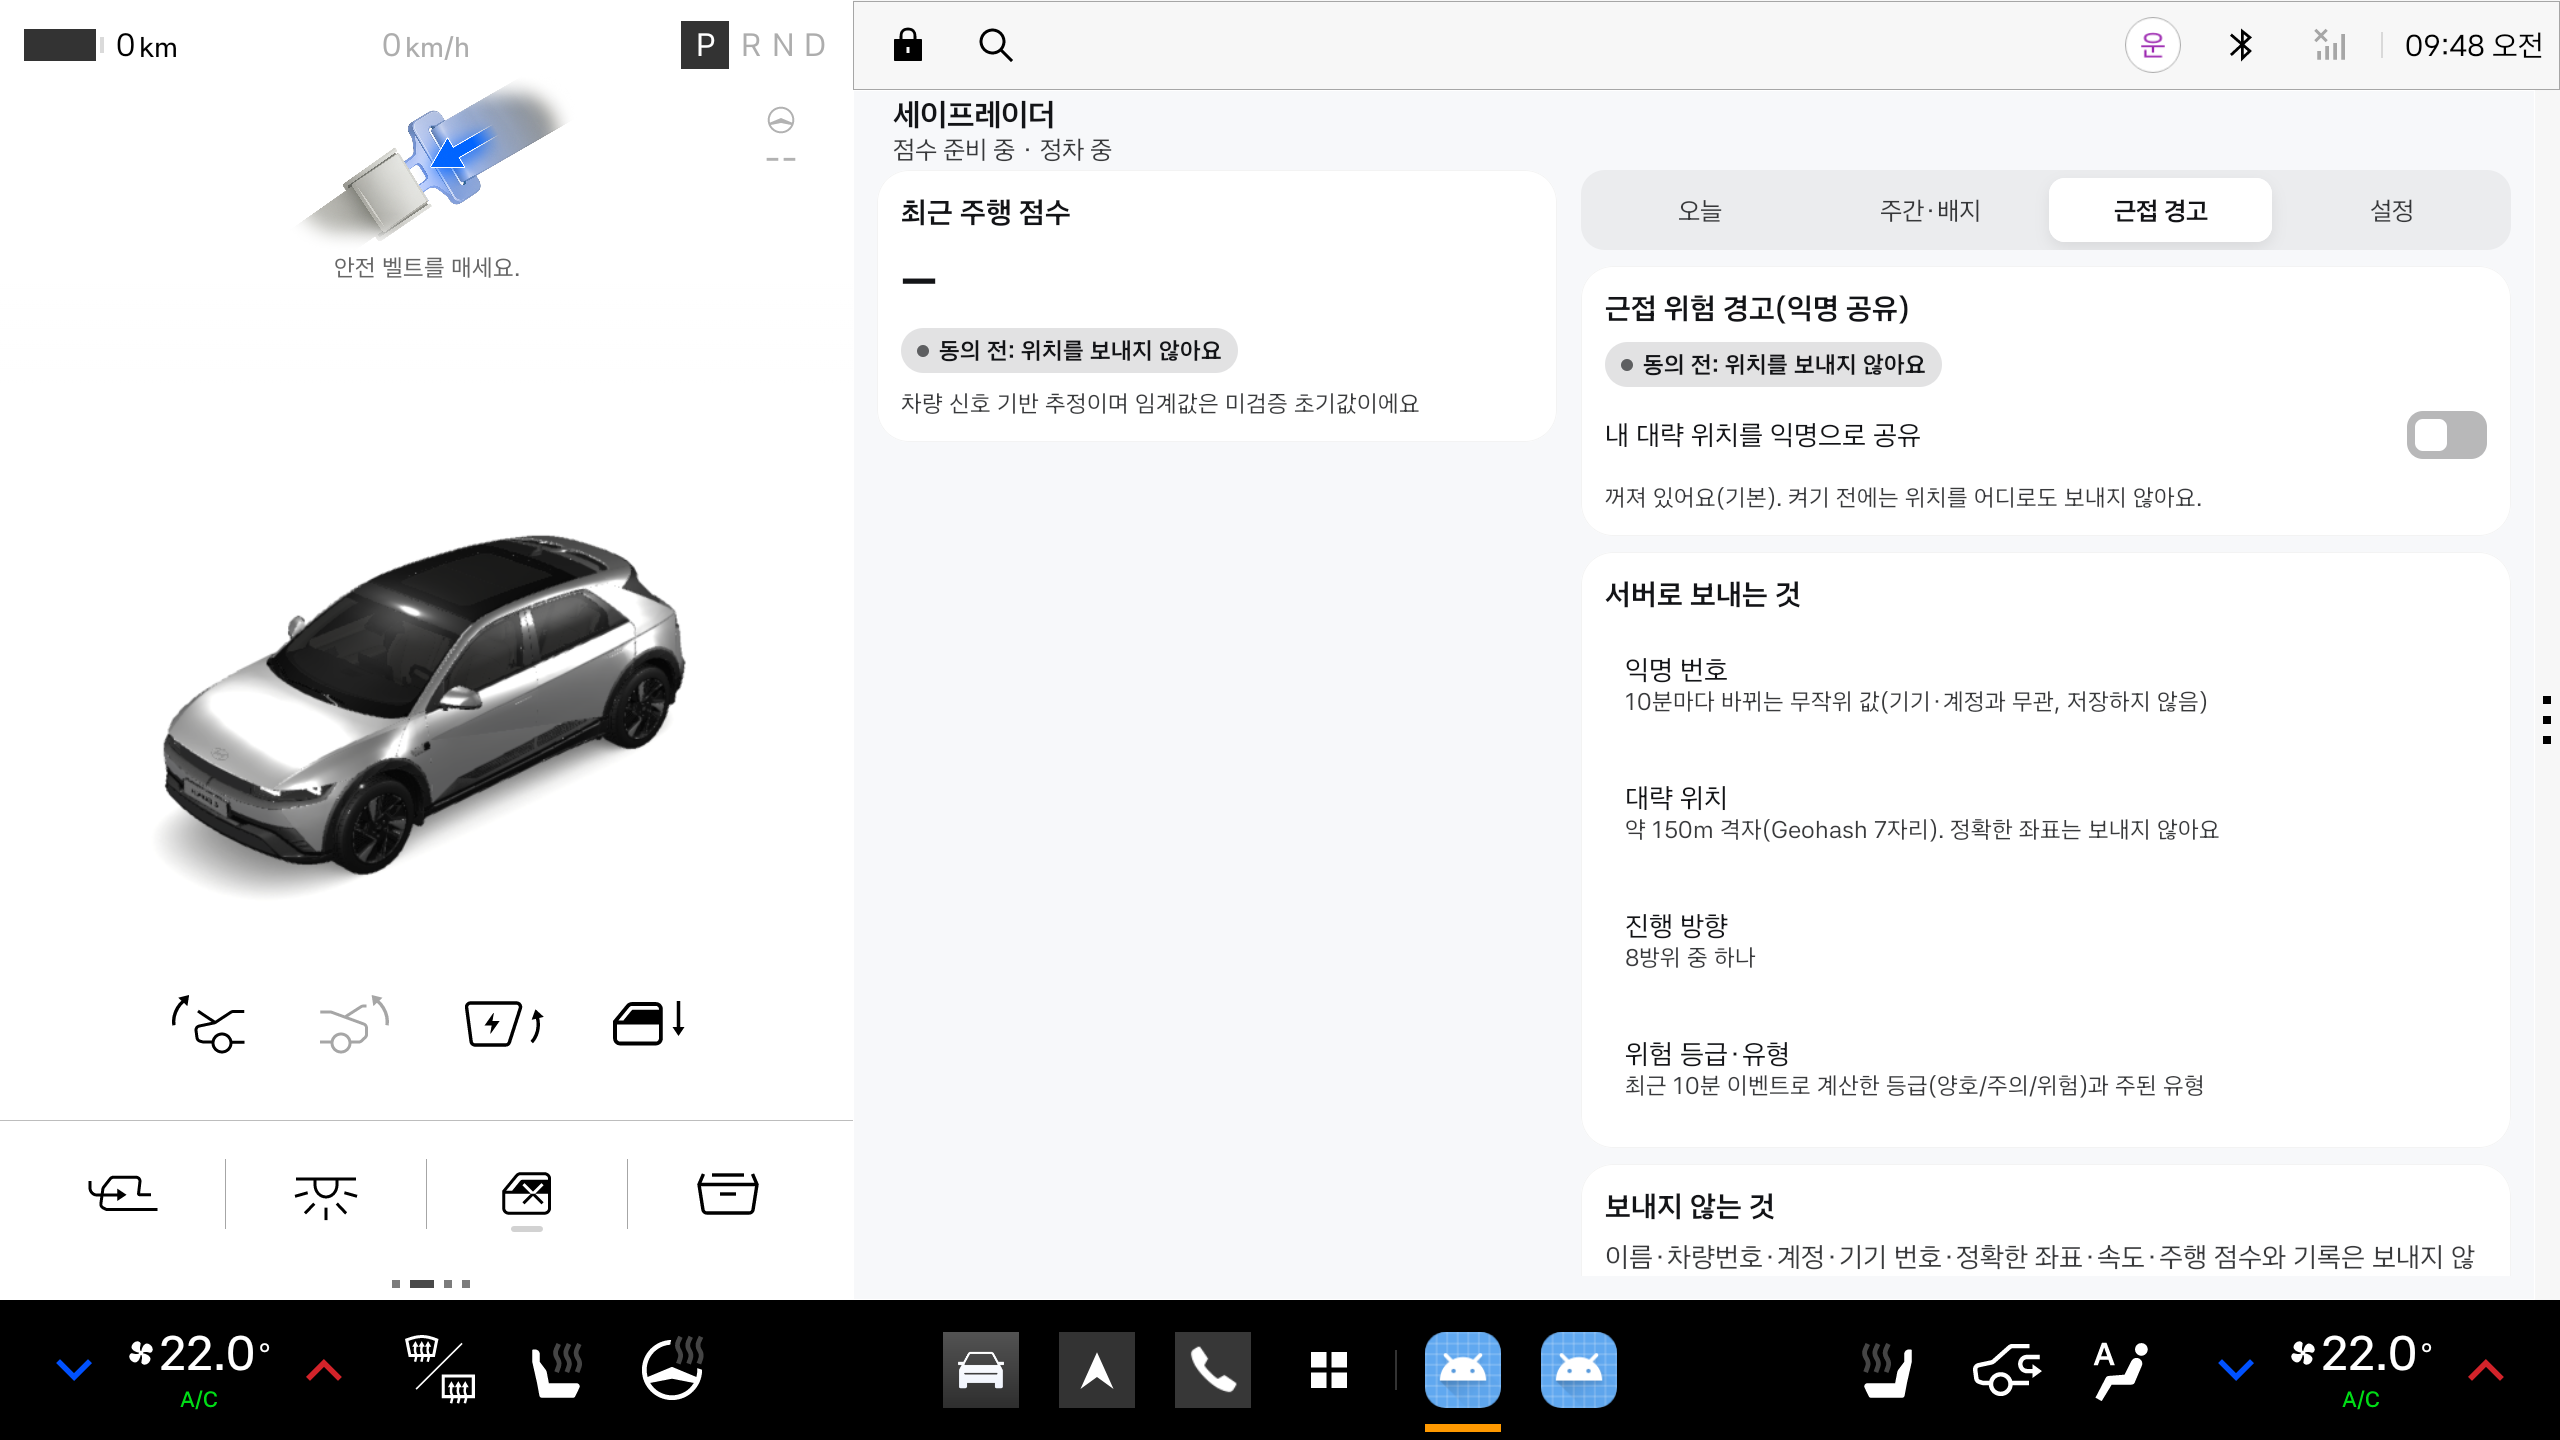 0 km
0 km/h
P R N D
09:48 오전
운
안전 벨트를 매세요.
세이프레이더
점수 준비 중 · 정차 중
최근 주행 점수
–
동의 전: 위치를 보내지 않아요
차량 신호 기반 추정이며 임계값은 미검증 초기값이에요
오늘
주간·배지
근접 경고
설정
근접 위험 경고(익명 공유)
동의 전: 위치를 보내지 않아요
내 대략 위치를 익명으로 공유
꺼져 있어요(기본). 켜기 전에는 위치를 어디로도 보내지 않아요.
서버로 보내는 것
익명 번호
10분마다 바뀌는 무작위 값(기기·계정과 무관, 저장하지 않음)
대략 위치
약 150m 격자(Geohash 7자리). 정확한 좌표는 보내지 않아요
진행 방향
8방위 중 하나
위험 등급·유형
최근 10분 이벤트로 계산한 등급(양호/주의/위험)과 주된 유형
보내지 않는 것
이름·차량번호·계정·기기 번호·정확한 좌표·속도·주행 점수와 기록은 보내지 않
22.0°
A/C
A
22.0°
A/C